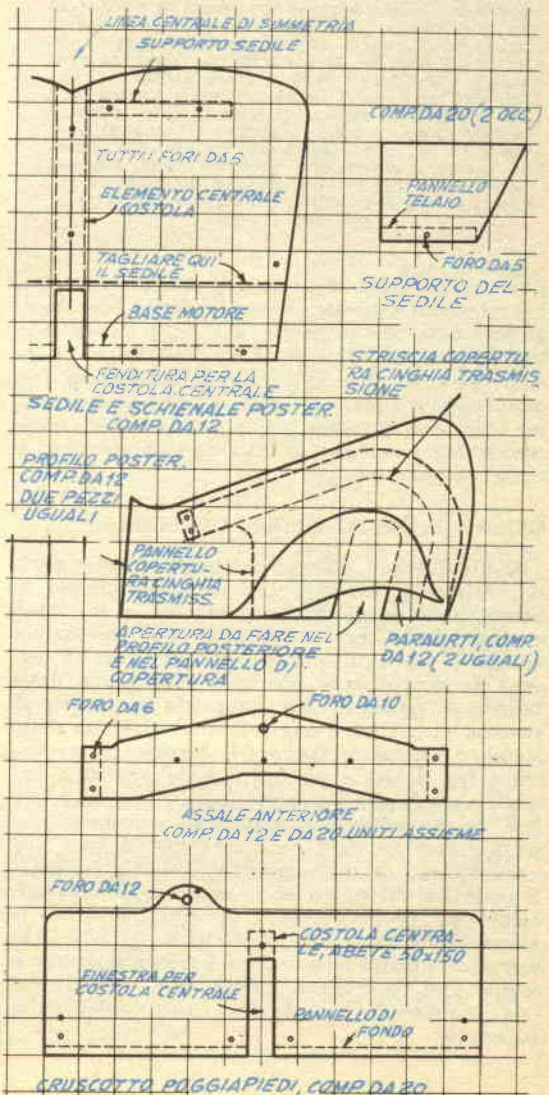 LINEA CENTRALE DI SIMMETRIA
SUPPORTO SEDILE
TUTTI I FORI DA 5
ELEMENTO CENTRALE
COSTOLA
TAGLIARE QUI
IL SEDILE
BASE MOTORE
FENDITURA PER LA
COSTOLA CENTRALE
SEDILE E SCHIENALE POSTER.
COMP. DA 12
COMP. DA 20 (2 OCC.)
PANNELLO
TELAIO
FORO DA 5
SUPPORTO DEL
SEDILE
STRISCIA COPERTU-
RA CINGHIA TRASMIS
SIONE
PROFILO POSTER.
COMP. DA 12
DUE PEZZI
UGUALI
PANNELLO
COPERTU-
RA CINGHIA
TRASMISS.
APERTURA DA FARE NEL
PROFILO POSTERIORE
E NEL PANNELLO DI
COPERTURA
PARAURTI, COMP.
DA 12 (2 UGUALI)
FORO DA 6
FORO DA 10
ASSALE ANTERIORE
COMP. DA 12 E DA 20 UNITI ASSIEME
FORO DA 12
COSTOLA CENTRA-
LE, ABETE 50x150
FINESTRA PER
COSTOLA CENTRALE
PANNELLO DI
FONDO
CRUSCOTTO POGGIAPIEDI, COMP. DA 20